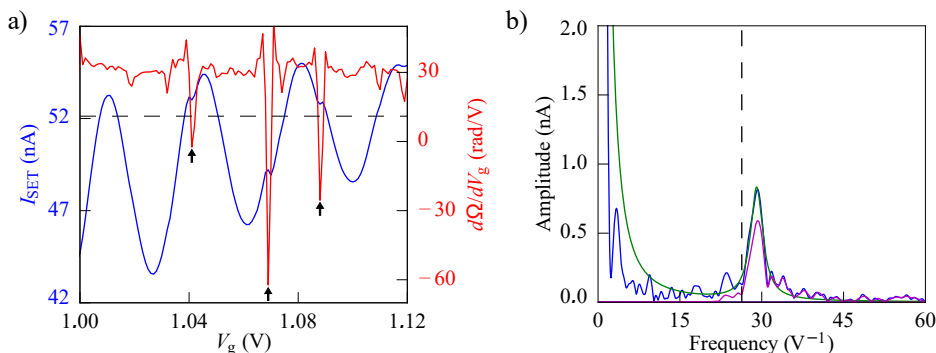 a)
57
52
47
42
I_SET (nA)
30
0
−30
−60
dΩ/dV_g (rad/V)
1.00 1.04 1.08 1.12
V_g (V)
b)
2.0
1.5
1.0
0.5
0.0
Amplitude (nA)
0 15 30 45 60
Frequency (V⁻¹)